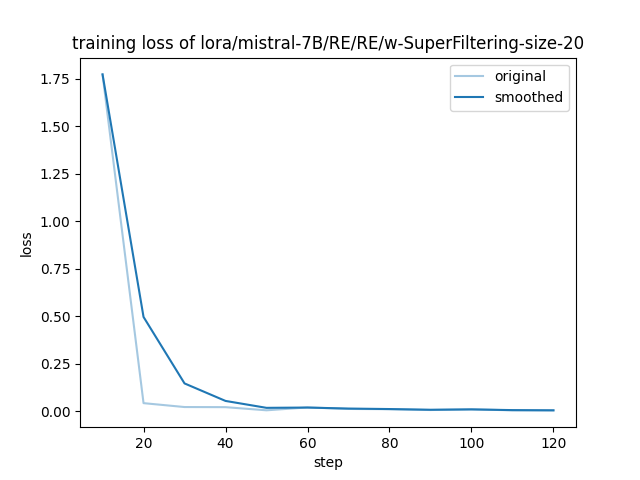 training loss of lora/mistral-7B/RE/RE/w-SuperFiltering-size-20
original
smoothed
1.75
1.50
1.25
1.00
0.75
0.50
0.25
0.00
loss
20
40
60
80
100
120
step